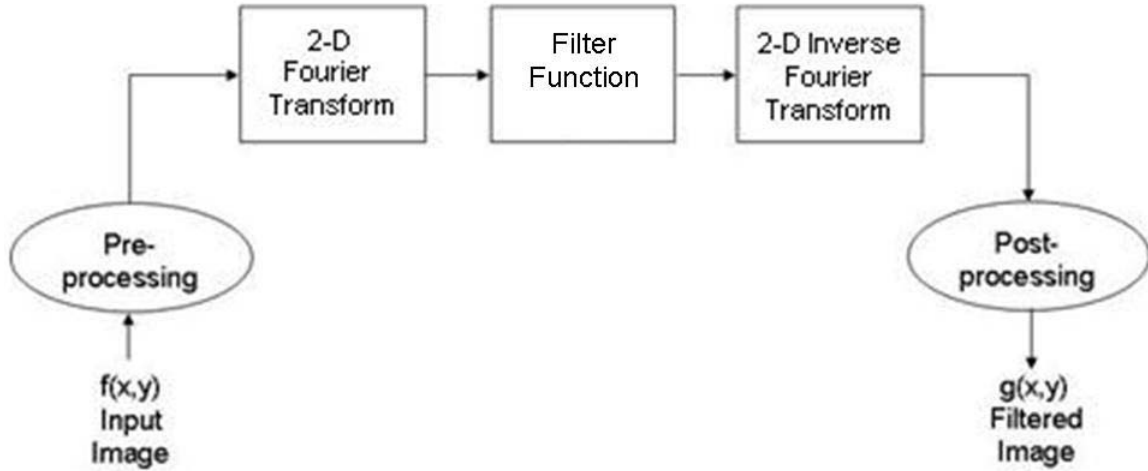 2-D
Fourier
Transform
Filter
Function
2-D Inverse
Fourier
Transform
Pre-
processing
Post-
processing
f(x,y)
Input
Image
g(x,y)
Filtered
Image